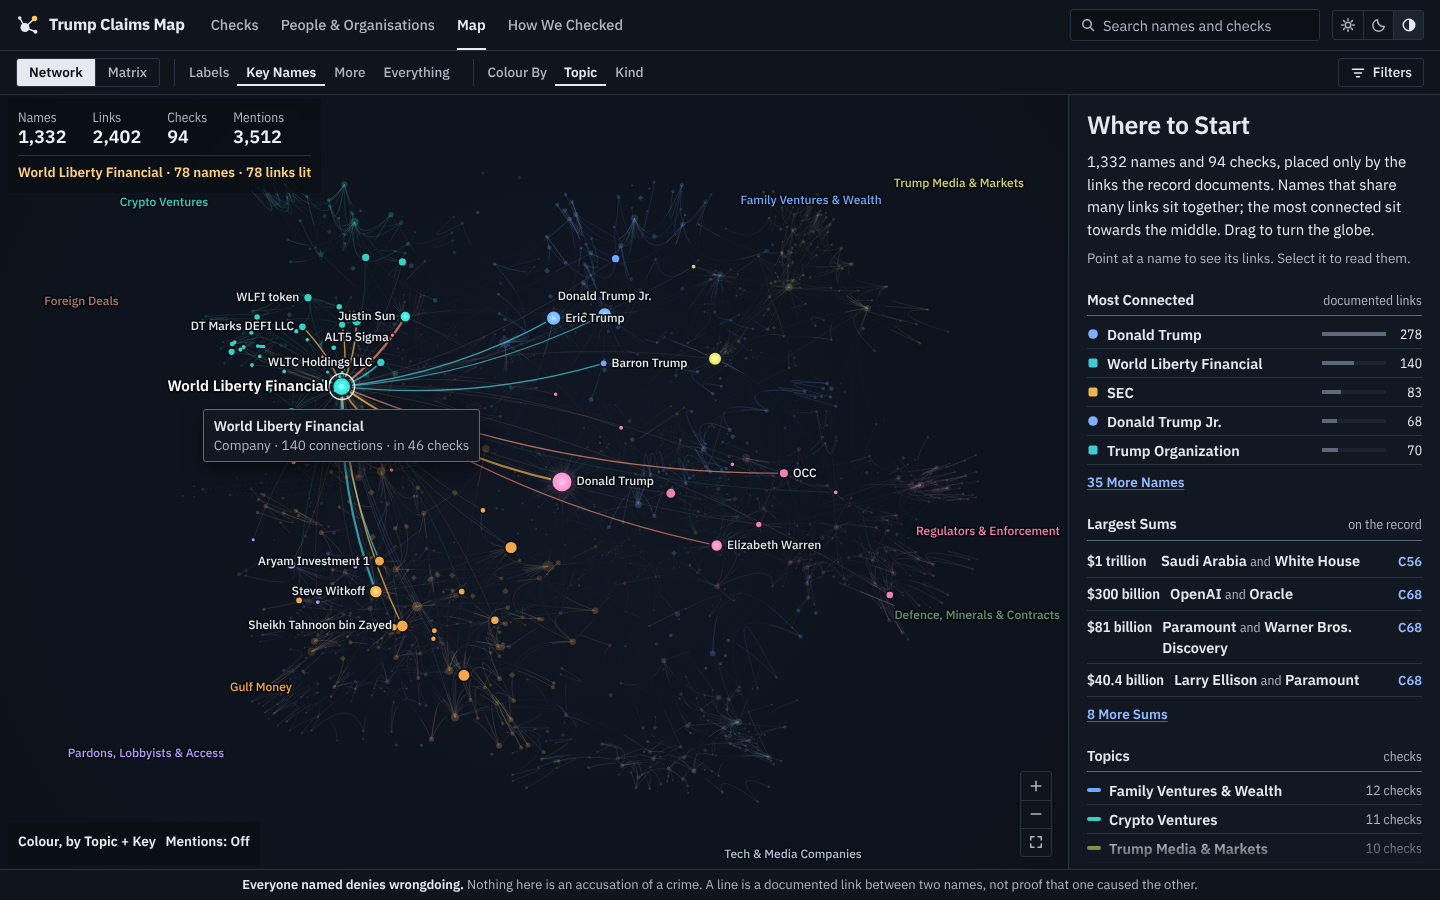 Trump Claims Map
Checks
People & Organisations
Map
How We Checked
Search names and checks
Network
Matrix
Labels
Key Names
More
Everything
Colour By
Topic
Kind
Filters
Names
Links
Checks
Mentions
1,332
2,402
94
3,512
World Liberty Financial · 78 names · 78 links lit
Crypto Ventures
Family Ventures & Wealth
Trump Media & Markets
Foreign Deals
WLFI token
Donald Trump Jr.
Justin Sun
Eric Trump
DT Marks DEFI LLC
ALT5 Sigma
WLTC Holdings LLC
Barron Trump
World Liberty Financial
World Liberty Financial
Company · 140 connections · in 46 checks
OCC
Donald Trump
Regulators & Enforcement
Elizabeth Warren
Aryam Investment 1
Steve Witkoff
Defence, Minerals & Contracts
Sheikh Tahnoon bin Zayed
Gulf Money
Pardons, Lobbyists & Access
Tech & Media Companies
Colour, by Topic + Key
Mentions: Off
Where to Start
1,332 names and 94 checks, placed only by the
links the record documents. Names that share
many links sit together; the most connected sit
towards the middle. Drag to turn the globe.
Point at a name to see its links. Select it to read them.
Most Connected
documented links
Donald Trump
278
World Liberty Financial
140
SEC
83
Donald Trump Jr.
68
Trump Organization
70
35 More Names
Largest Sums
on the record
$1 trillion Saudi Arabia and White House C56
$300 billion OpenAI and Oracle C68
$81 billion Paramount and Warner Bros. C68
Discovery
$40.4 billion Larry Ellison and Paramount C68
8 More Sums
Topics
checks
Family Ventures & Wealth
12 checks
Crypto Ventures
11 checks
Trump Media & Markets
10 checks
Everyone named denies wrongdoing. Nothing here is an accusation of a crime. A line is a documented link between two names, not proof that one caused the other.